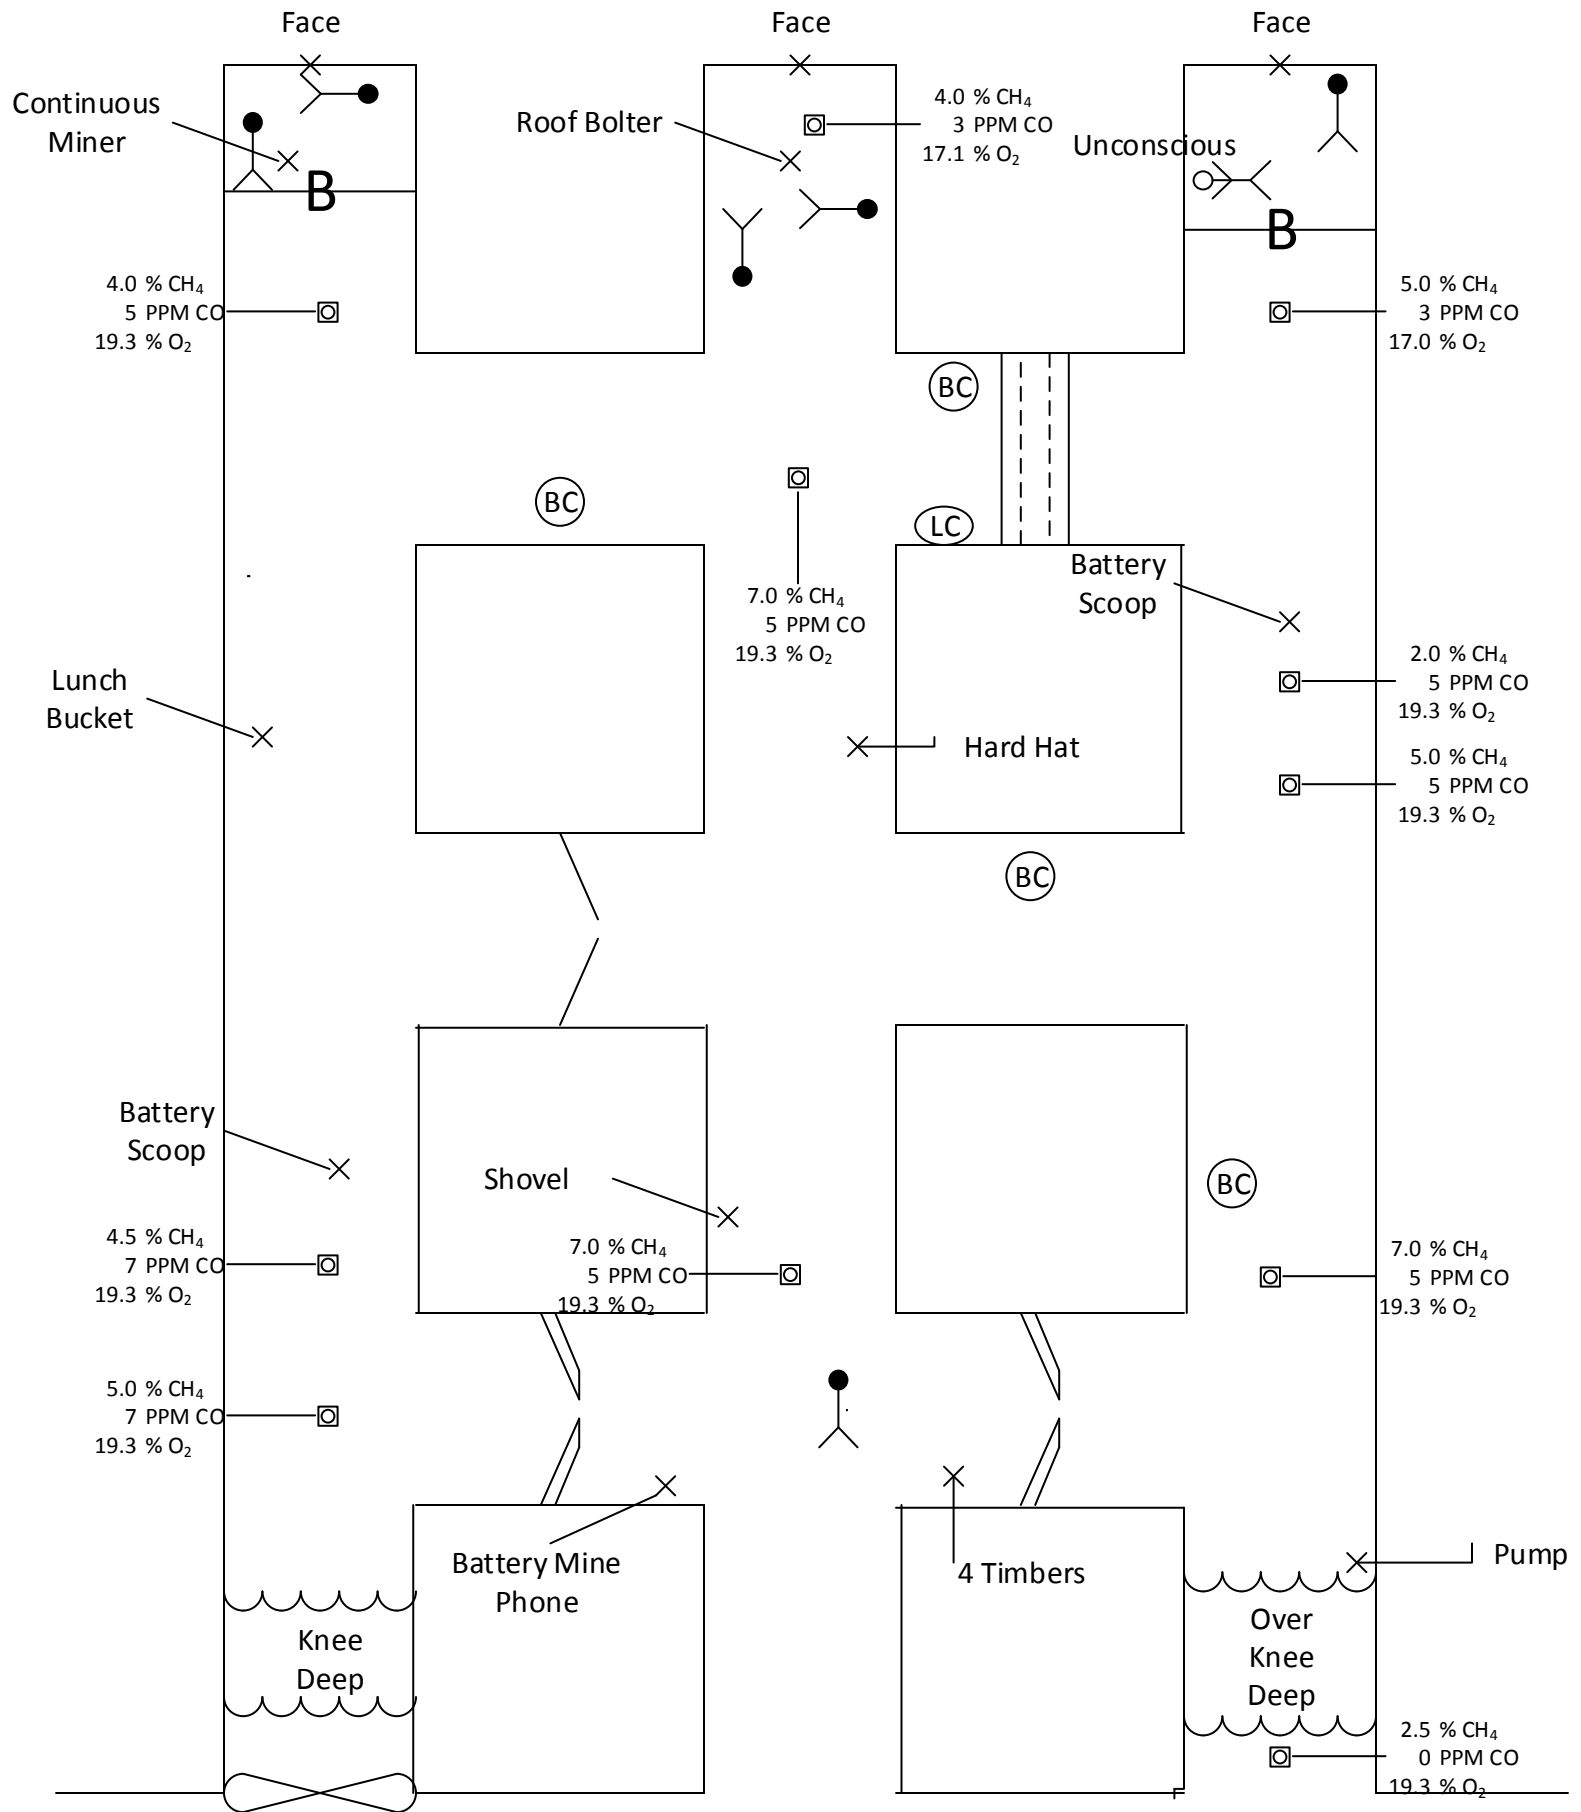 Face
Face
Face
Continuous
Miner
Roof Bolter
4.0 % CH₄
3 PPM CO
17.1 % O₂
Unconscious
B
B
4.0 % CH₄
5 PPM CO
19.3 % O₂
5.0 % CH₄
3 PPM CO
17.0 % O₂
BC
BC
LC
Battery
Scoop
7.0 % CH₄
5 PPM CO
19.3 % O₂
2.0 % CH₄
5 PPM CO
19.3 % O₂
Lunch
Bucket
Hard Hat
5.0 % CH₄
5 PPM CO
19.3 % O₂
BC
Battery
Scoop
Shovel
BC
4.5 % CH₄
7 PPM CO
19.3 % O₂
7.0 % CH₄
5 PPM CO
19.3 % O₂
7.0 % CH₄
5 PPM CO
19.3 % O₂
5.0 % CH₄
7 PPM CO
19.3 % O₂
Battery Mine
Phone
4 Timbers
Pump
Knee
Deep
Over
Knee
Deep
2.5 % CH₄
0 PPM CO
19.3 % O₂